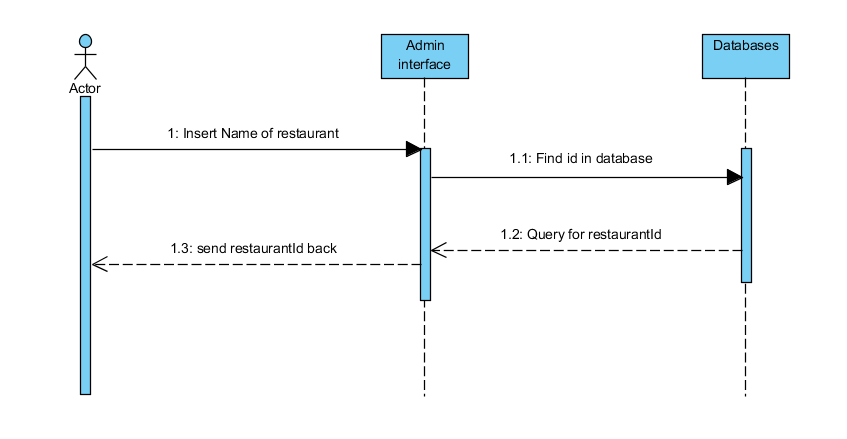 Admin
interface
Databases
Actor
1: Insert Name of restaurant
1.1: Find id in database
1.2: Query for restaurantId
1.3: send restaurantId back